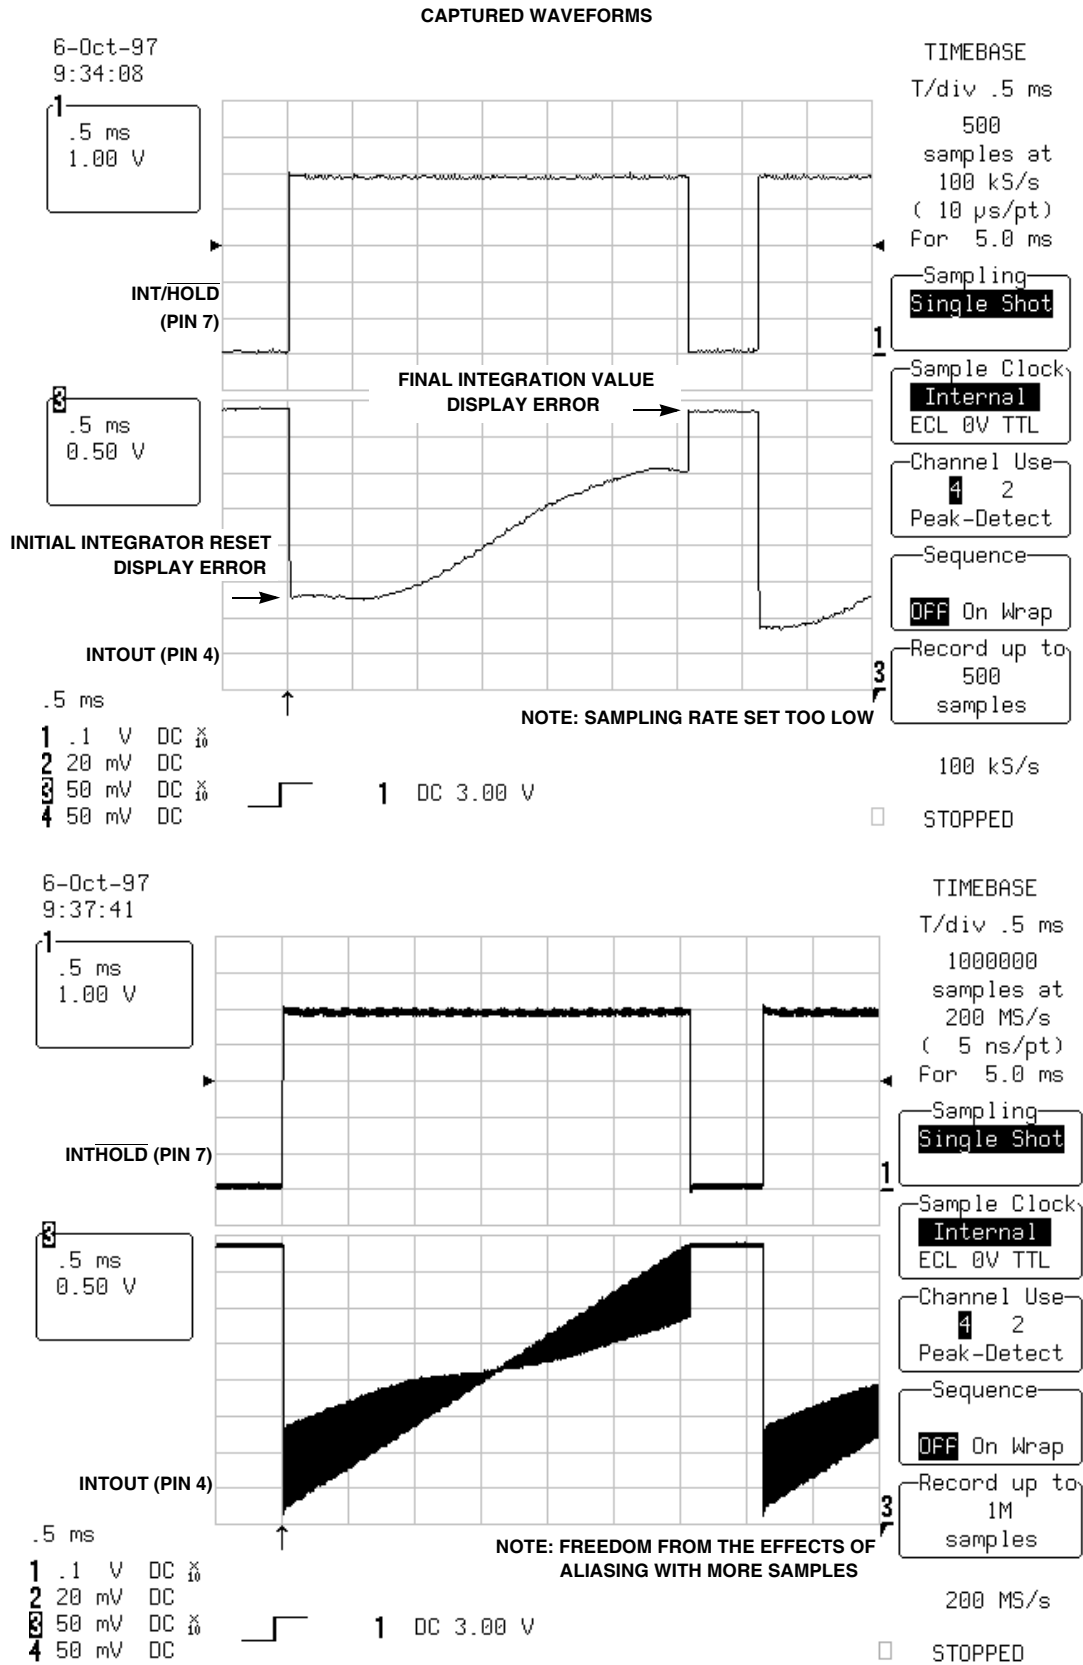 CAPTURED WAVEFORMS
6-Oct-97
9:34:08
1
.5 ms
1.00 V
INT/HOLD
(PIN 7)
FINAL INTEGRATION VALUE
DISPLAY ERROR
3
.5 ms
0.50 V
INITIAL INTEGRATOR RESET
DISPLAY ERROR
INTOUT (PIN 4)
1
3
NOTE: SAMPLING RATE SET TOO LOW
.5 ms
1 .1 V DC X10
2 20 mV DC
3 50 mV DC X10
4 50 mV DC
1 DC 3.00 V
TIMEBASE
T/div .5 ms
500
samples at
100 kS/s
( 10 µs/pt)
for 5.0 ms
Sampling
Single Shot
Sample Clock
Internal
ECL 0V TTL
Channel Use
4 2
Peak-Detect
Sequence
OFF On Wrap
Record up to
500
samples
100 kS/s
STOPPED
6-Oct-97
9:37:41
1
.5 ms
1.00 V
INTHOLD (PIN 7)
3
.5 ms
0.50 V
INTOUT (PIN 4)
1
3
NOTE: FREEDOM FROM THE EFFECTS OF
ALIASING WITH MORE SAMPLES
.5 ms
1 .1 V DC X10
2 20 mV DC
3 50 mV DC X10
4 50 mV DC
1 DC 3.00 V
TIMEBASE
T/div .5 ms
1000000
samples at
200 MS/s
( 5 ns/pt)
for 5.0 ms
Sampling
Single Shot
Sample Clock
Internal
ECL 0V TTL
Channel Use
4 2
Peak-Detect
Sequence
OFF On Wrap
Record up to
1M
samples
200 MS/s
STOPPED